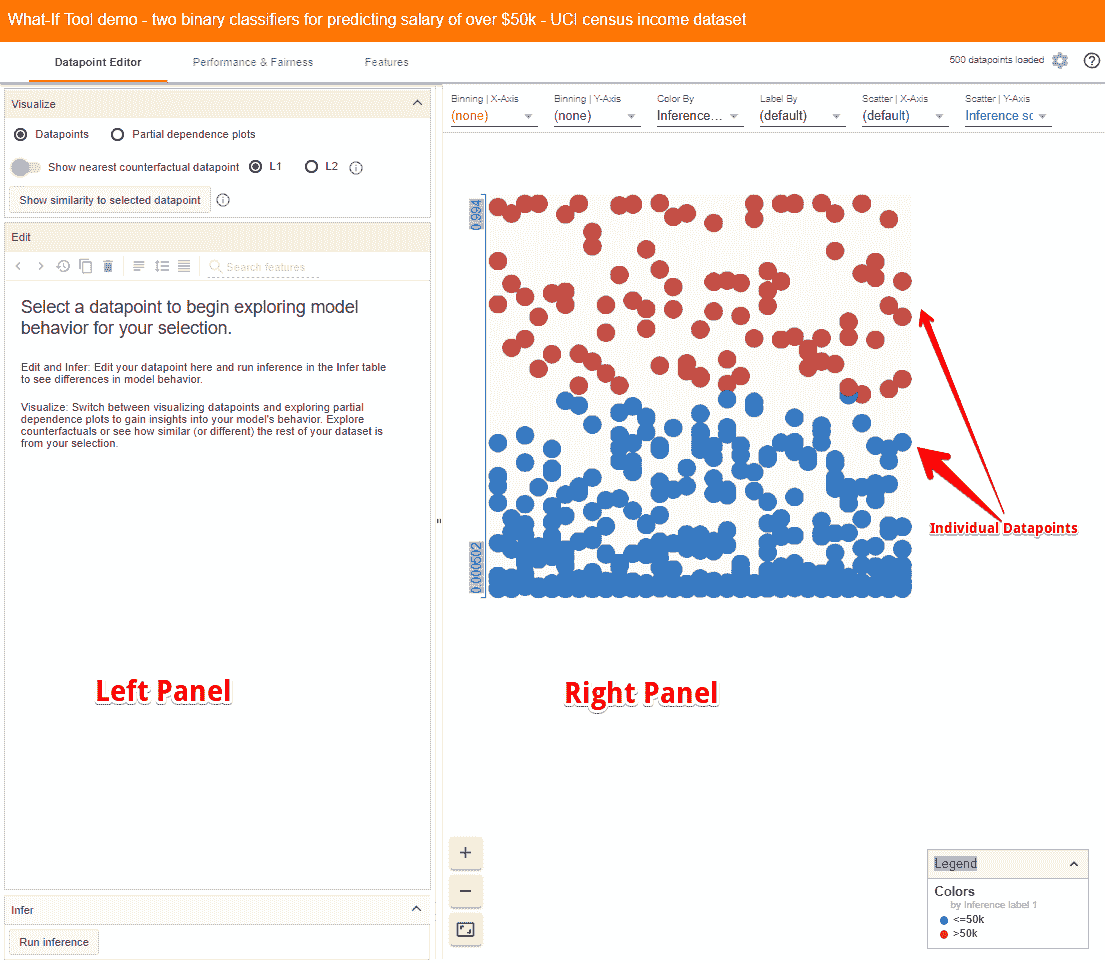 What-If Tool demo - two binary classifiers for predicting salary of over $50k - UCI census income dataset
Datapoint Editor
Performance & Fairness
Features
500 datapoints loaded
Visualize
Datapoints
Partial dependence plots
Show nearest counterfactual datapoint
L1
L2
Show similarity to selected datapoint
Edit
Search features
Select a datapoint to begin exploring model
behavior for your selection.
Edit and Infer: Edit your datapoint here and run inference in the Infer table
to see differences in model behavior.
Visualize: Switch between visualizing datapoints and exploring partial
dependence plots to gain insights into your model's behavior. Explore
counterfactuals or see how similar (or different) the rest of your dataset is
from your selection.
Left Panel
Infer
Run inference
Binning | X-Axis
(none)
Binning | Y-Axis
(none)
Color By
Inference...
Label By
(default)
Scatter | X-Axis
(default)
Scatter | Y-Axis
Inference sc
0.994
0.000502
Individual Datapoints
Right Panel
Legend
Colors
by Inference label 1
<=50k
>50k